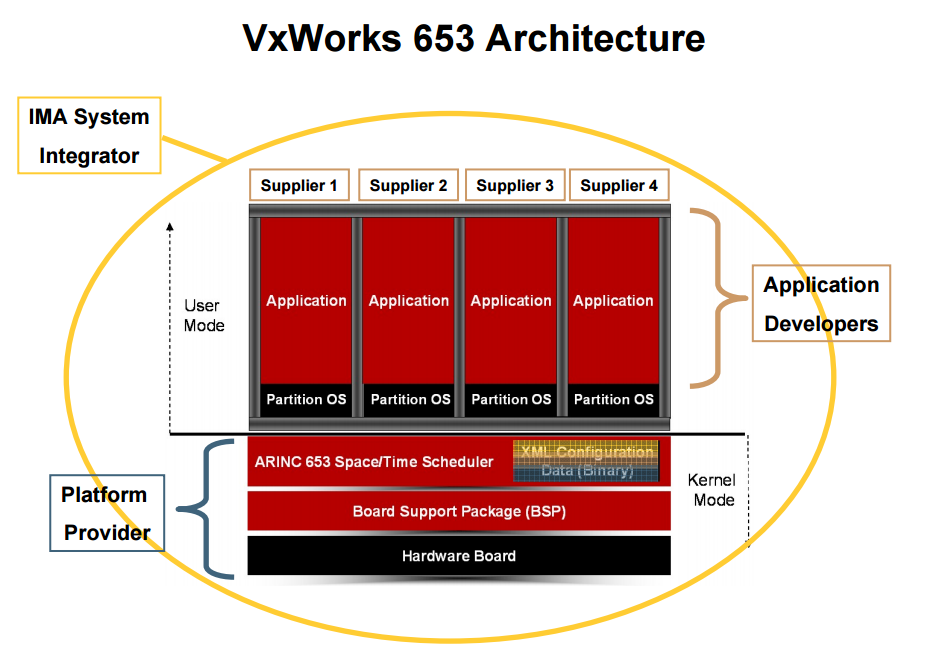 VxWorks 653 Architecture
IMA System
Integrator
Supplier 1
Supplier 2
Supplier 3
Supplier 4
User
Mode
Application
Application
Application
Application
Application
Developers
Partition OS
Partition OS
Partition OS
Partition OS
ARINC 653 Space/Time Scheduler
XML Configuration
Data (Binary)
Kernel
Mode
Platform
Provider
Board Support Package (BSP)
Hardware Board